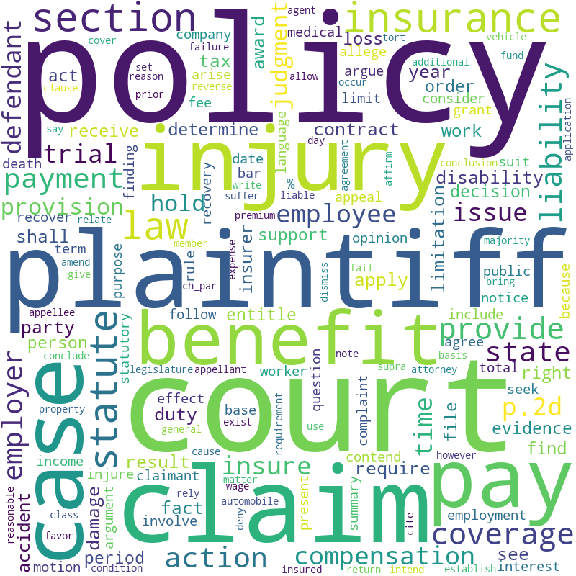 section
policy
insurance
company
agent
medical
failure
cover
tax
award
judgment
loss
allege
tort
vehicle
additional
fund
defendant
act
clause
set
reason
prior
arise
reverse
fee
allow
argue
year
occur
limit
order
consider
grant
say
receive
determine
language
day
contract
work
application
death
trial
finding
injury
agreement
affirm
conclusion
suit
liability
payment
date
bar
write
%
liable
disability
provision
hold
recovery
suffer
appeal
decision
recover
relate
law
premium
employee
issue
shall
term
member
insurer
support
opinion
limitation
majority
amend
give
purpose
rule
expense
dismiss
fail
apply
public
bring
because
ch_par
plaintiff
appellee
party
follow
entitle
note
notice
include
provide
conclude
person
statutory
benefit
agree
basis
state
legislature
appellant
worker
supra
attorney
total
right
property
effect
question
seek
case
statute
employer
duty
base
exist
requirement
complaint
time
file
p.2d
evidence
general
use
court
income
injure
result
insure
contend
require
find
claimant
cause
matter
however
reasonable
accident
class
damage
argument
fact
rely
wage
automobile
present
summary
cite
employment
pay
favor
involve
deny
claim
coverage
period
motion
condition
action
insured
compensation
return
intend
establish
see
interest